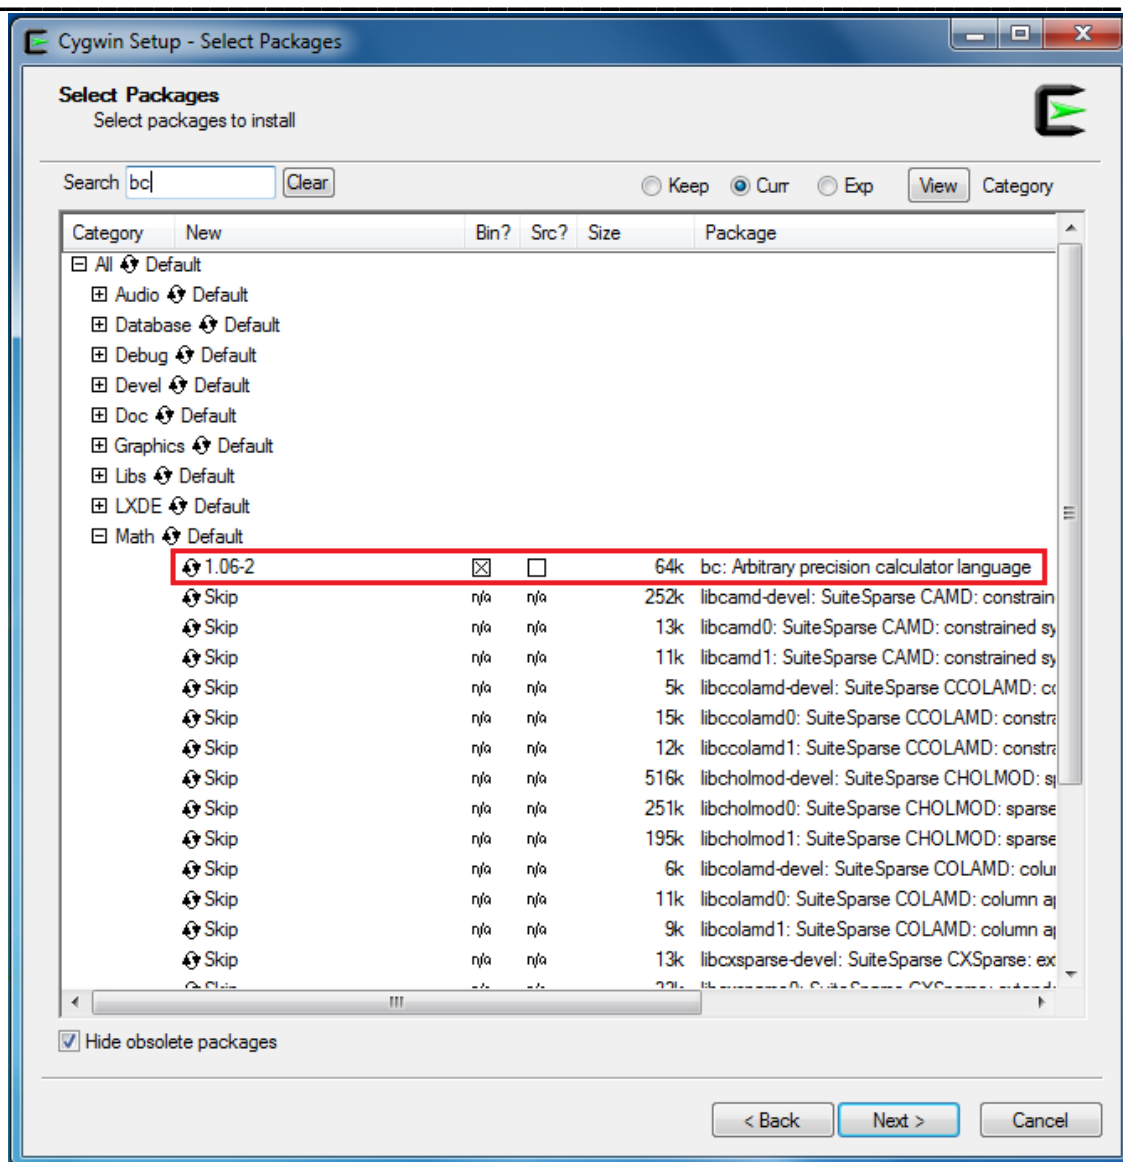 Cygwin Setup - Select Packages
Select Packages
Select packages to install
Search bc Clear Keep Curr Exp View Category
Category New Bin? Src? Size Package
All Default
Audio Default
Database Default
Debug Default
Devel Default
Doc Default
Graphics Default
Libs Default
LXDE Default
Math Default
1.06-2 64k bc: Arbitrary precision calculator language
Skip n/a n/a 252k libcamd-devel: SuiteSparse CAMD: constrain
Skip n/a n/a 13k libcamd0: SuiteSparse CAMD: constrained sy
Skip n/a n/a 11k libcamd1: SuiteSparse CAMD: constrained sy
Skip n/a n/a 5k libccolamd-devel: SuiteSparse CCOLAMD: co
Skip n/a n/a 15k libccolamd0: SuiteSparse CCOLAMD: constra
Skip n/a n/a 12k libccolamd1: SuiteSparse CCOLAMD: constra
Skip n/a n/a 516k libcholmod-devel: SuiteSparse CHOLMOD: sp
Skip n/a n/a 251k libcholmod0: SuiteSparse CHOLMOD: sparse
Skip n/a n/a 195k libcholmod1: SuiteSparse CHOLMOD: sparse
Skip n/a n/a 6k libcolamd-devel: SuiteSparse COLAMD: colu
Skip n/a n/a 11k libcolamd0: SuiteSparse COLAMD: column a
Skip n/a n/a 9k libcolamd1: SuiteSparse COLAMD: column a
Skip n/a n/a 13k libcxsparse-devel: SuiteSparse CXSparse: ex
Hide obsolete packages
< Back Next > Cancel